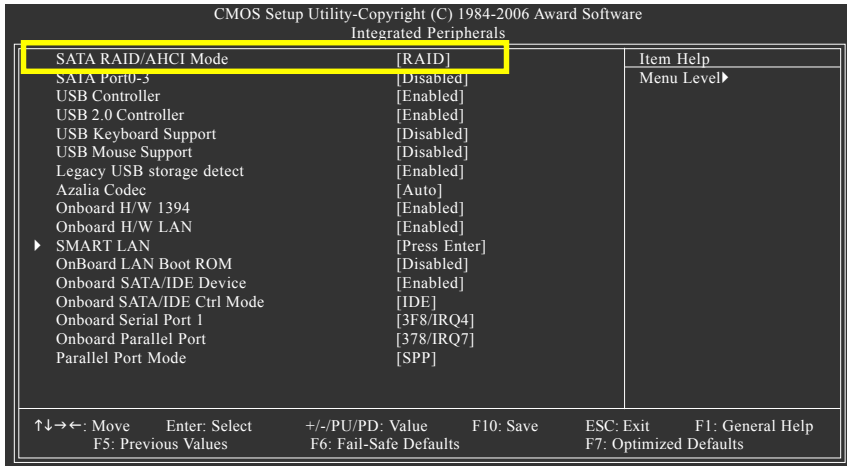 CMOS Setup Utility-Copyright (C) 1984-2006 Award Software
Integrated Peripherals
SATA RAID/AHCI Mode [RAID] Item Help
SATA Port0-3 [Disabled] Menu Level▶
USB Controller [Enabled]
USB 2.0 Controller [Enabled]
USB Keyboard Support [Disabled]
USB Mouse Support [Disabled]
Legacy USB storage detect [Enabled]
Azalia Codec [Auto]
Onboard H/W 1394 [Enabled]
Onboard H/W LAN [Enabled]
▶ SMART LAN [Press Enter]
OnBoard LAN Boot ROM [Disabled]
Onboard SATA/IDE Device [Enabled]
Onboard SATA/IDE Ctrl Mode [IDE]
Onboard Serial Port 1 [3F8/IRQ4]
Onboard Parallel Port [378/IRQ7]
Parallel Port Mode [SPP]
↑↓→←: Move Enter: Select +/-/PU/PD: Value F10: Save ESC: Exit F1: General Help
F5: Previous Values F6: Fail-Safe Defaults F7: Optimized Defaults